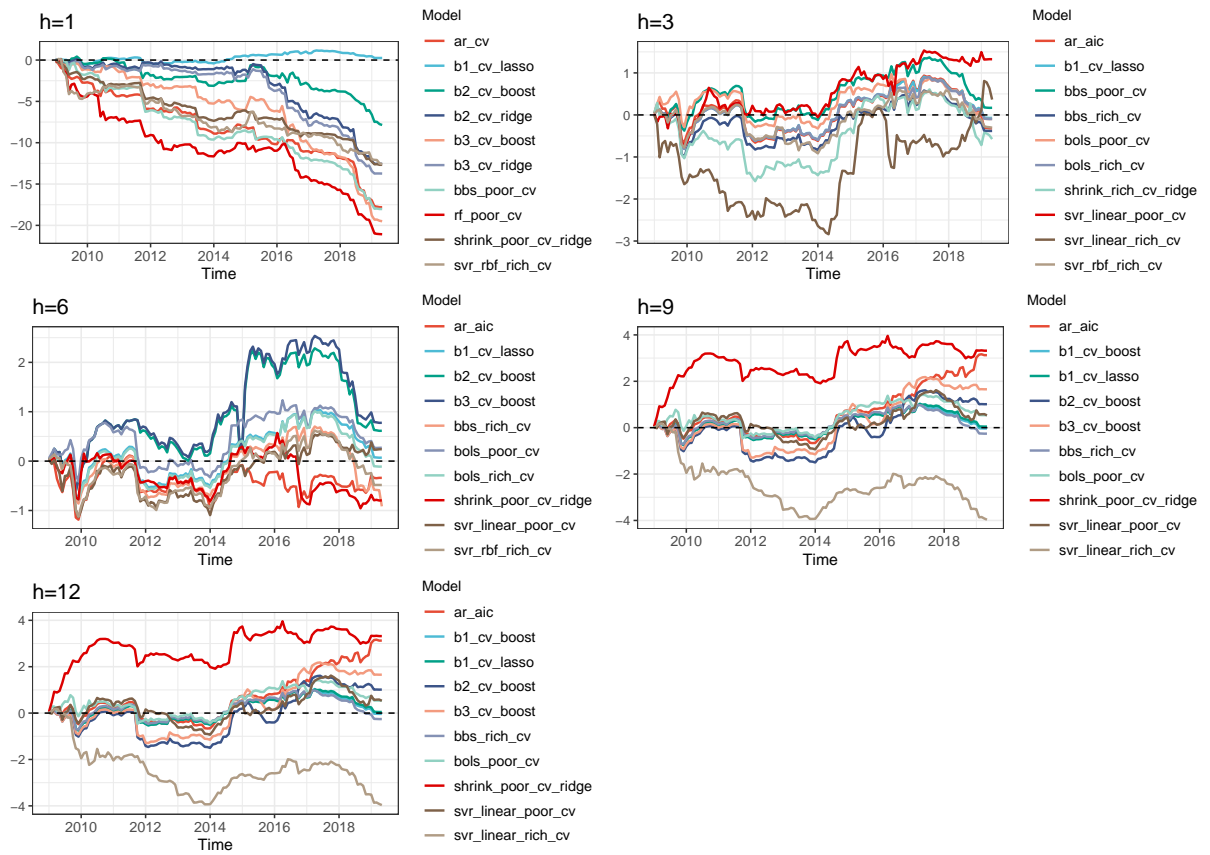 h=1
0
−5
−10
−15
−20
2010 2012 2014 2016 2018
Time
Model
ar_cv
b1_cv_lasso
b2_cv_boost
b2_cv_ridge
b3_cv_boost
b3_cv_ridge
bbs_poor_cv
rf_poor_cv
shrink_poor_cv_ridge
svr_rbf_rich_cv
h=3
1
0
−1
−2
−3
2010 2012 2014 2016 2018
Time
Model
ar_aic
b1_cv_lasso
bbs_poor_cv
bbs_rich_cv
bols_poor_cv
bols_rich_cv
shrink_rich_cv_ridge
svr_linear_poor_cv
svr_linear_rich_cv
svr_rbf_rich_cv
h=6
2
1
0
−1
2010 2012 2014 2016 2018
Time
Model
ar_aic
b1_cv_lasso
b2_cv_boost
b3_cv_boost
bbs_rich_cv
bols_poor_cv
bols_rich_cv
shrink_poor_cv_ridge
svr_linear_poor_cv
svr_rbf_rich_cv
h=9
4
2
0
−2
−4
2010 2012 2014 2016 2018
Time
Model
ar_aic
b1_cv_boost
b1_cv_lasso
b2_cv_boost
b3_cv_boost
bbs_rich_cv
bols_poor_cv
shrink_poor_cv_ridge
svr_linear_poor_cv
svr_linear_rich_cv
h=12
4
2
0
−2
−4
2010 2012 2014 2016 2018
Time
Model
ar_aic
b1_cv_boost
b1_cv_lasso
b2_cv_boost
b3_cv_boost
bbs_rich_cv
bols_poor_cv
shrink_poor_cv_ridge
svr_linear_poor_cv
svr_linear_rich_cv